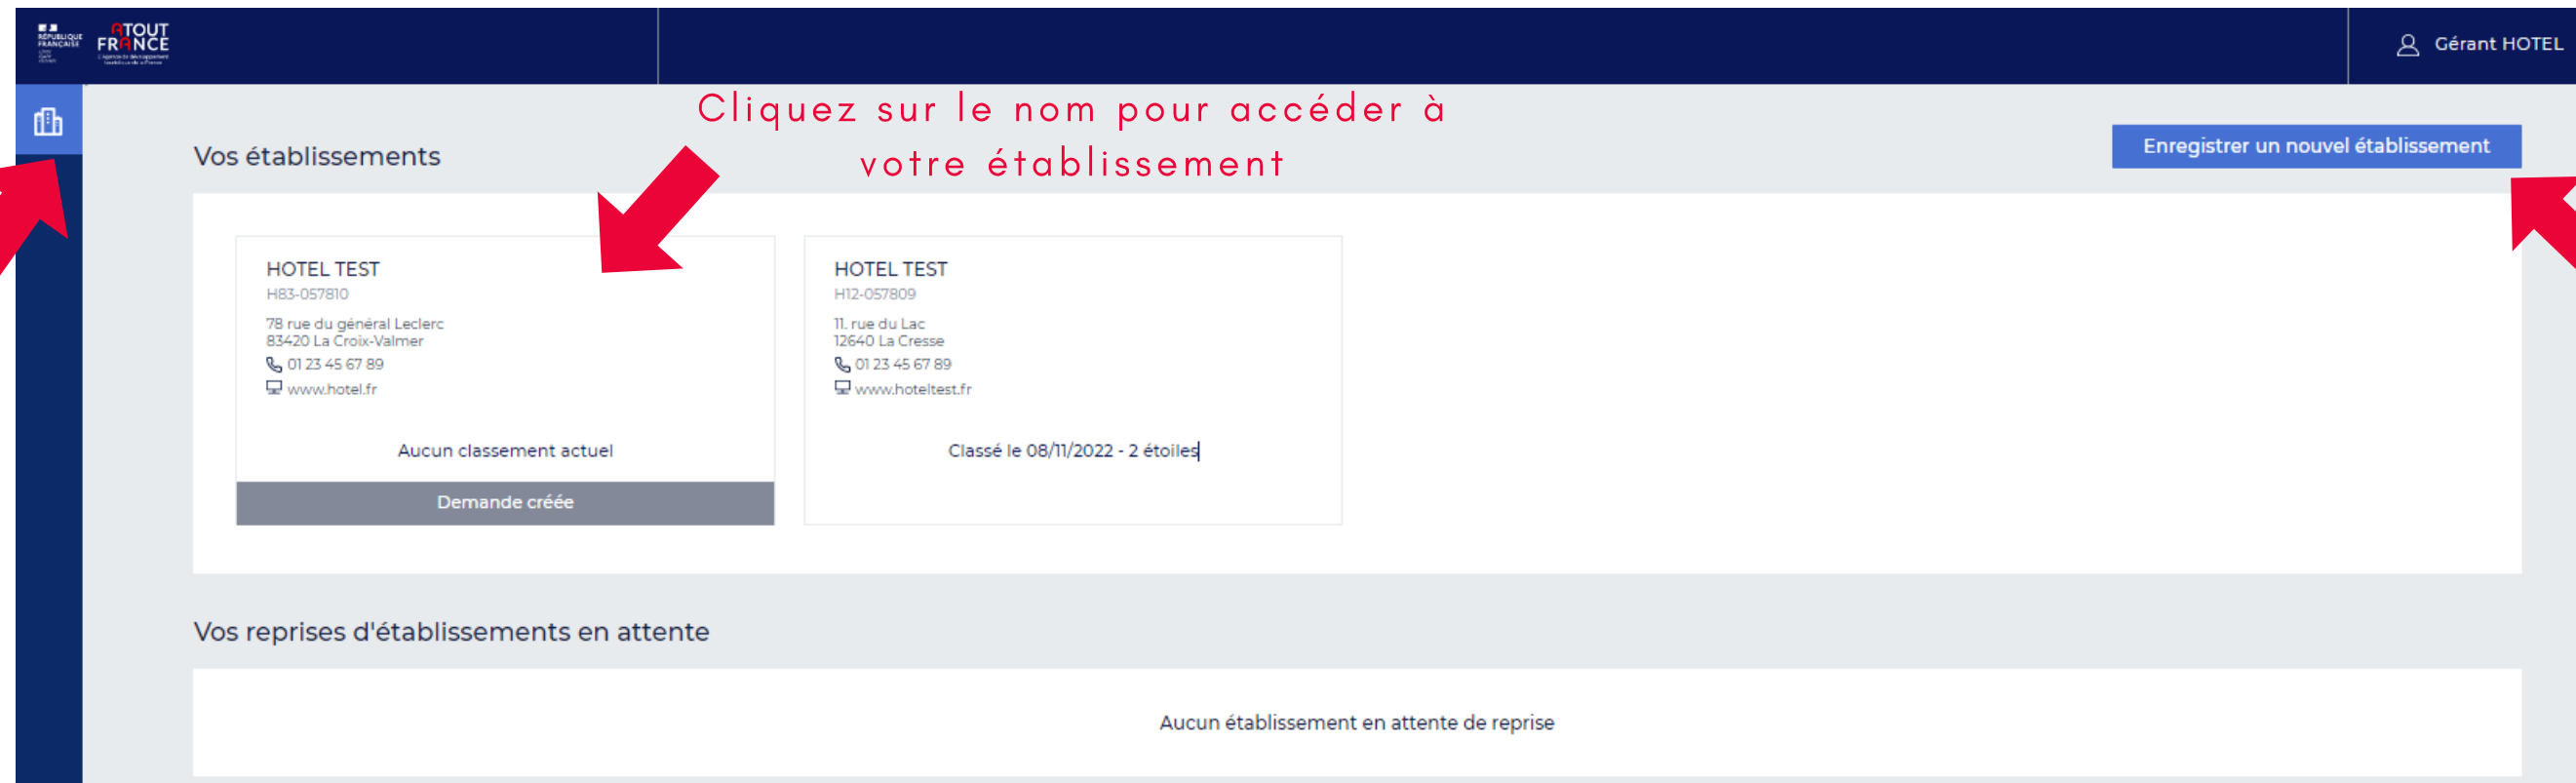 RÉPUBLIQUE
FRANÇAISE
ATOUT
FRANCE
Gérant HOTEL
Cliquez sur le nom pour accéder à
votre établissement
Vos établissements
Enregistrer un nouvel établissement
HOTEL TEST
H83-057810
78 rue du général Leclerc
83420 La Croix-Valmer
01 23 45 67 89
www.hotel.fr
Aucun classement actuel
Demande créée
HOTEL TEST
H12-057809
11. rue du Lac
12640 La Cresse
01 23 45 67 89
www.hoteltest.fr
Classé le 08/11/2022 - 2 étoiles
Vos reprises d'établissements en attente
Aucun établissement en attente de reprise